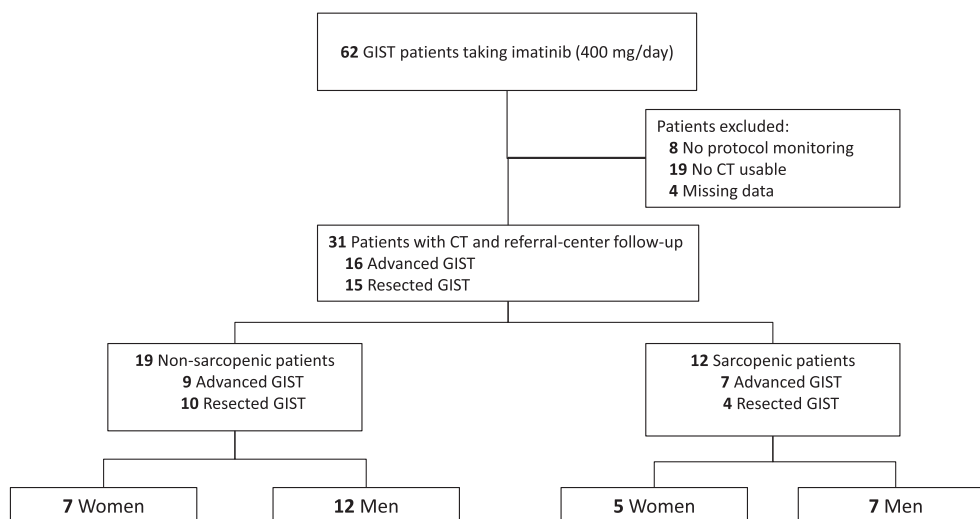 62 GIST patients taking imatinib (400 mg/day)
Patients excluded:
8 No protocol monitoring
19 No CT usable
4 Missing data
31 Patients with CT and referral-center follow-up
16 Advanced GIST
15 Resected GIST
19 Non-sarcopenic patients
9 Advanced GIST
10 Resected GIST
12 Sarcopenic patients
7 Advanced GIST
4 Resected GIST
7 Women
12 Men
5 Women
7 Men